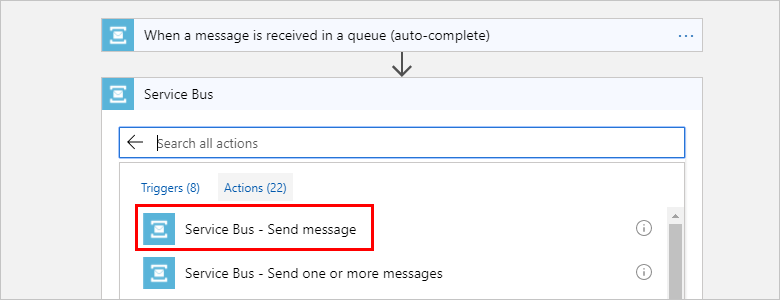 When a message is received in a queue (auto-complete)
Service Bus
Search all actions
Triggers (8) Actions (22)
Service Bus - Send message
Service Bus - Send one or more messages